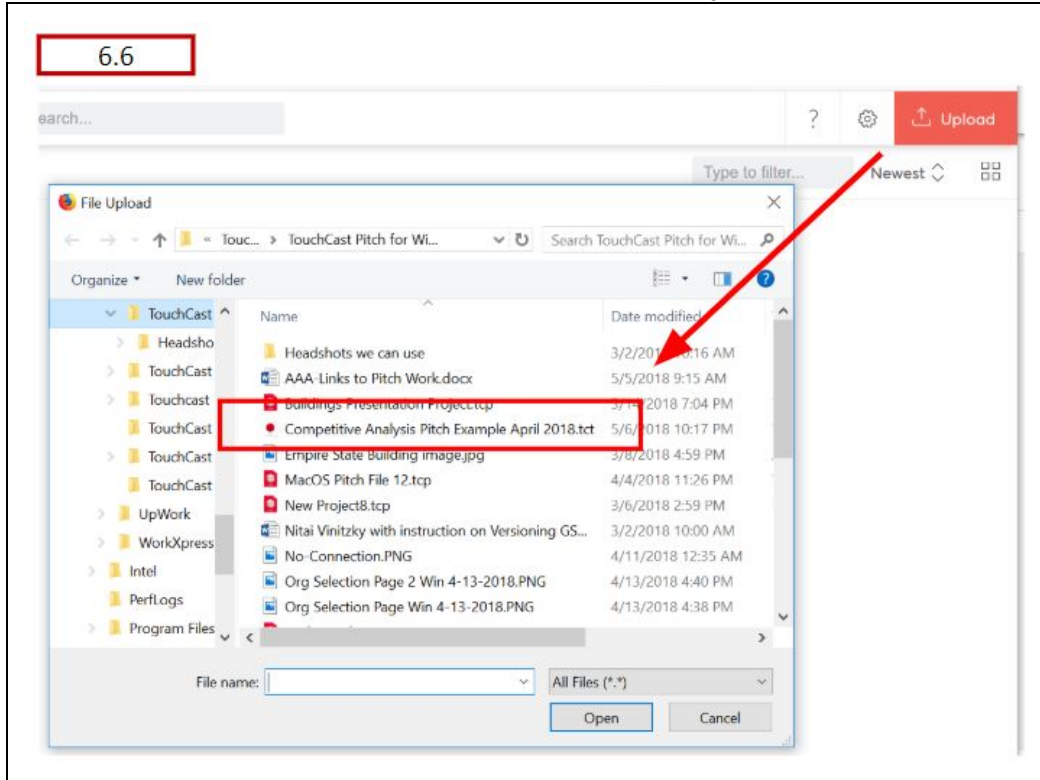 6.6
earch...
?
Upload
Type to filter...
Newest
File Upload
« Touc... > TouchCast Pitch for Wi...
Search TouchCast Pitch for Wi...
Organize
New folder
?
Name
Date modified
TouchCast
Headsho
TouchCast
Touchcast
TouchCast
TouchCast
TouchCast
UpWork
WorkXpress
Intel
PerfLogs
Program Files
Headshots we can use
AAA-Links to Pitch Work.docx 5/5/2018 9:15 AM
Buildings Presentation Project.tcp 7:04 PM
Competitive Analysis Pitch Example April 2018.tct 5/6/2018 10:17 PM
Empire State Building image.jpg 3/8/2018 4:59 PM
MacOS Pitch File 12.tcp 4/4/2018 11:26 PM
New Project8.tcp 3/6/2018 2:59 PM
Nitai Vinitzky with instruction on Versioning GS... 3/2/2018 10:00 AM
No-Connection.PNG 4/11/2018 12:35 AM
Org Selection Page 2 Win 4-13-2018.PNG 4/13/2018 4:40 PM
Org Selection Page Win 4-13-2018.PNG 4/13/2018 4:38 PM
File name:
All Files (*.*)
Open
Cancel